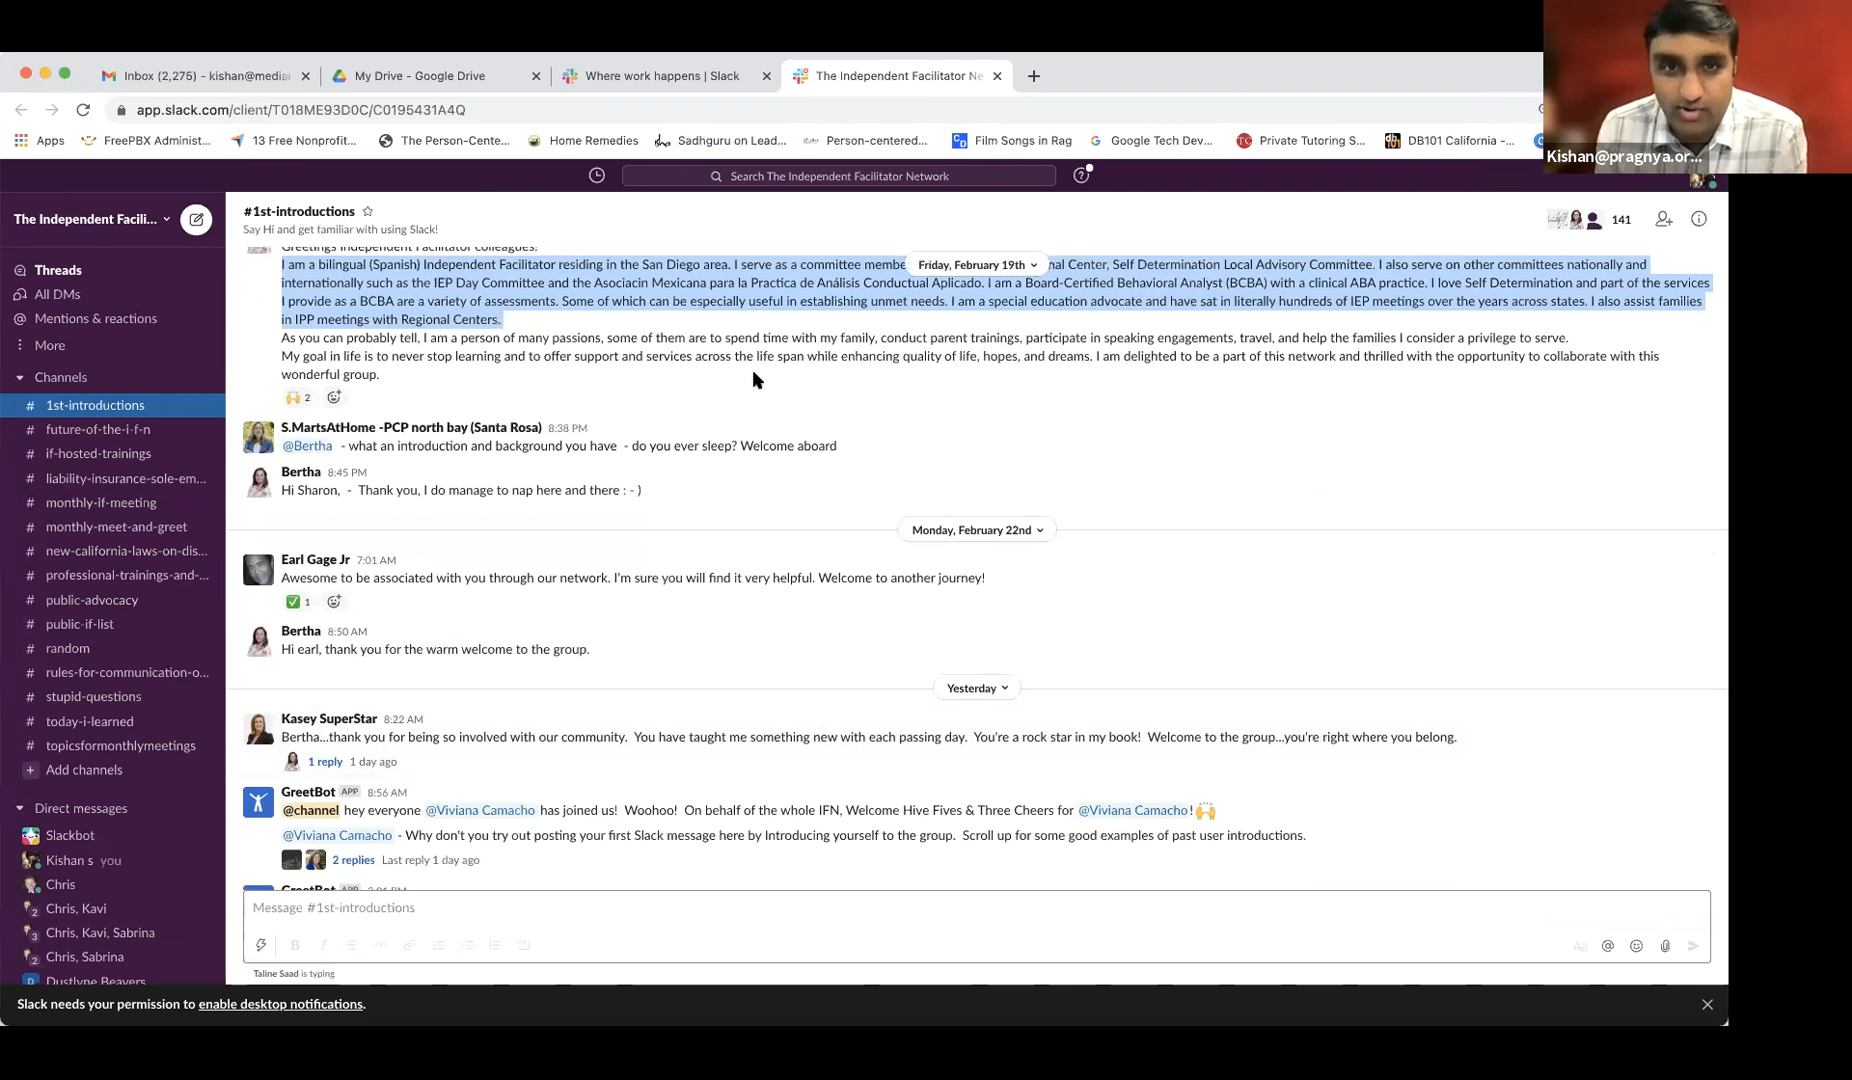 Inbox (2,275) - kishan@media
My Drive - Google Drive
Where work happens | Slack
The Independent Facilitator Ne
app.slack.com/client/T018ME93D0C/C0195431A4Q
Apps
FreePBX Administ...
13 Free Nonprofit...
The Person-Cente...
Home Remedies
Sadhguru on Lead...
Person-centered...
Film Songs in Rag
Google Tech Dev...
Private Tutoring S...
DB101 California -...
Kishan@pragnya.or...
Search The Independent Facilitator Network
The Independent Facili...
Threads
All DMs
Mentions & reactions
More
Channels
# 1st-introductions
# future-of-the-i-f-n
# if-hosted-trainings
# liability-insurance-sole-em...
# monthly-if-meeting
# monthly-meet-and-greet
# new-california-laws-on-dis...
# professional-trainings-and-...
# public-advocacy
# public-if-list
# random
# rules-for-communication-o...
# stupid-questions
# today-i-learned
# topicsformonthlymeetings
+ Add channels
Direct messages
Slackbot
Kishan s you
Chris
2 Chris, Kavi
3 Chris, Kavi, Sabrina
2 Chris, Sabrina
D Dustlyne Beavers
#1st-introductions
Say Hi and get familiar with using Slack!
141
Greetings Independent Facilitator colleagues!
Friday, February 19th
I am a bilingual (Spanish) Independent Facilitator residing in the San Diego area. I serve as a committee membe nal Center, Self Determination Local Advisory Committee. I also serve on other committees nationally and
internationally such as the IEP Day Committee and the Asociacin Mexicana para la Practica de Análisis Conductual Aplicado. I am a Board-Certified Behavioral Analyst (BCBA) with a clinical ABA practice. I love Self Determination and part of the services
I provide as a BCBA are a variety of assessments. Some of which can be especially useful in establishing unmet needs. I am a special education advocate and have sat in literally hundreds of IEP meetings over the years across states. I also assist families
in IPP meetings with Regional Centers.
As you can probably tell, I am a person of many passions, some of them are to spend time with my family, conduct parent trainings, participate in speaking engagements, travel, and help the families I consider a privilege to serve.
My goal in life is to never stop learning and to offer support and services across the life span while enhancing quality of life, hopes, and dreams. I am delighted to be a part of this network and thrilled with the opportunity to collaborate with this
wonderful group.
2
S.MartsAtHome -PCP north bay (Santa Rosa) 8:38 PM
@Bertha - what an introduction and background you have - do you ever sleep? Welcome aboard
Bertha 8:45 PM
Hi Sharon, - Thank you, I do manage to nap here and there : - )
Monday, February 22nd
Earl Gage Jr 7:01 AM
Awesome to be associated with you through our network. I'm sure you will find it very helpful. Welcome to another journey!
1
Bertha 8:50 AM
Hi earl, thank you for the warm welcome to the group.
Yesterday
Kasey SuperStar 8:22 AM
Bertha...thank you for being so involved with our community. You have taught me something new with each passing day. You're a rock star in my book! Welcome to the group...you're right where you belong.
1 reply 1 day ago
GreetBot APP 8:56 AM
@channel hey everyone @Viviana Camacho has joined us! Woohoo! On behalf of the whole IFN, Welcome Hive Fives & Three Cheers for @Viviana Camacho!
@Viviana Camacho - Why don't you try out posting your first Slack message here by Introducing yourself to the group. Scroll up for some good examples of past user introductions.
2 replies Last reply 1 day ago
GreetBot APP
Message #1st-introductions
Taline Saad is typing
Slack needs your permission to enable desktop notifications.